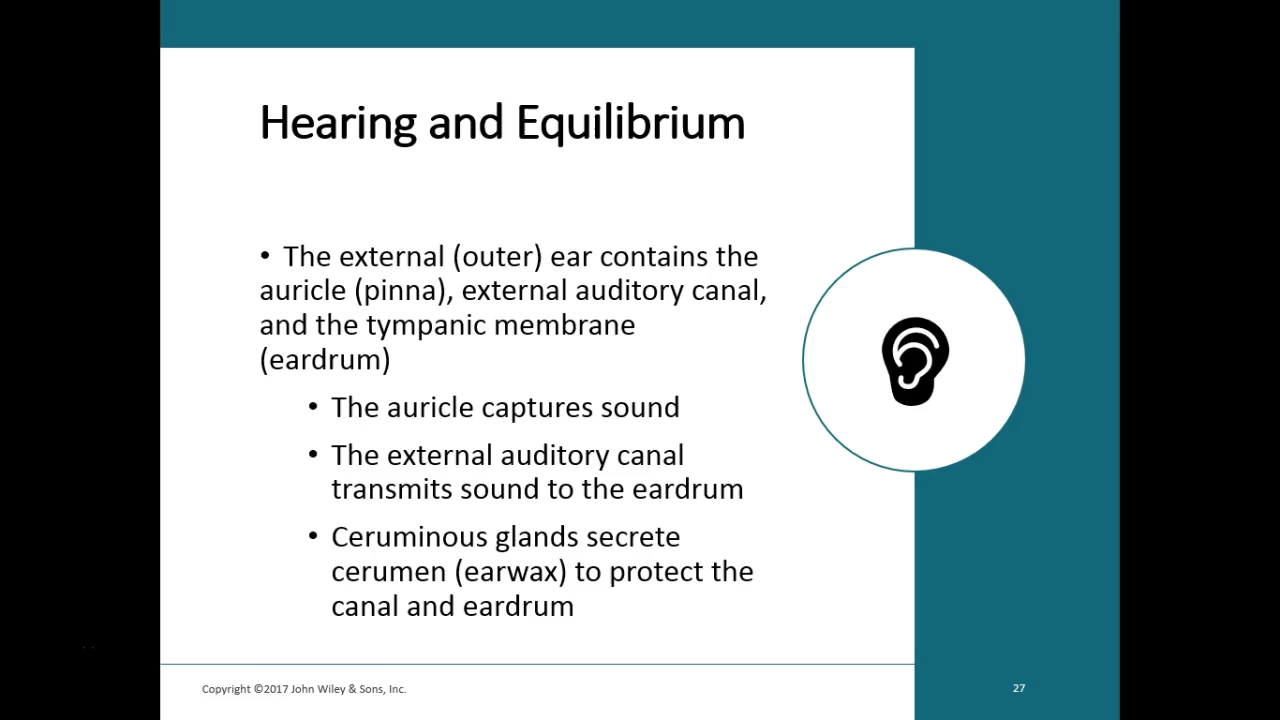 Hearing and Equilibrium
• The external (outer) ear contains the
auricle (pinna), external auditory canal,
and the tympanic membrane
(eardrum)
• The auricle captures sound
• The external auditory canal
transmits sound to the eardrum
• Ceruminous glands secrete
cerumen (earwax) to protect the
canal and eardrum
Copyright ©2017 John Wiley & Sons, Inc.
27